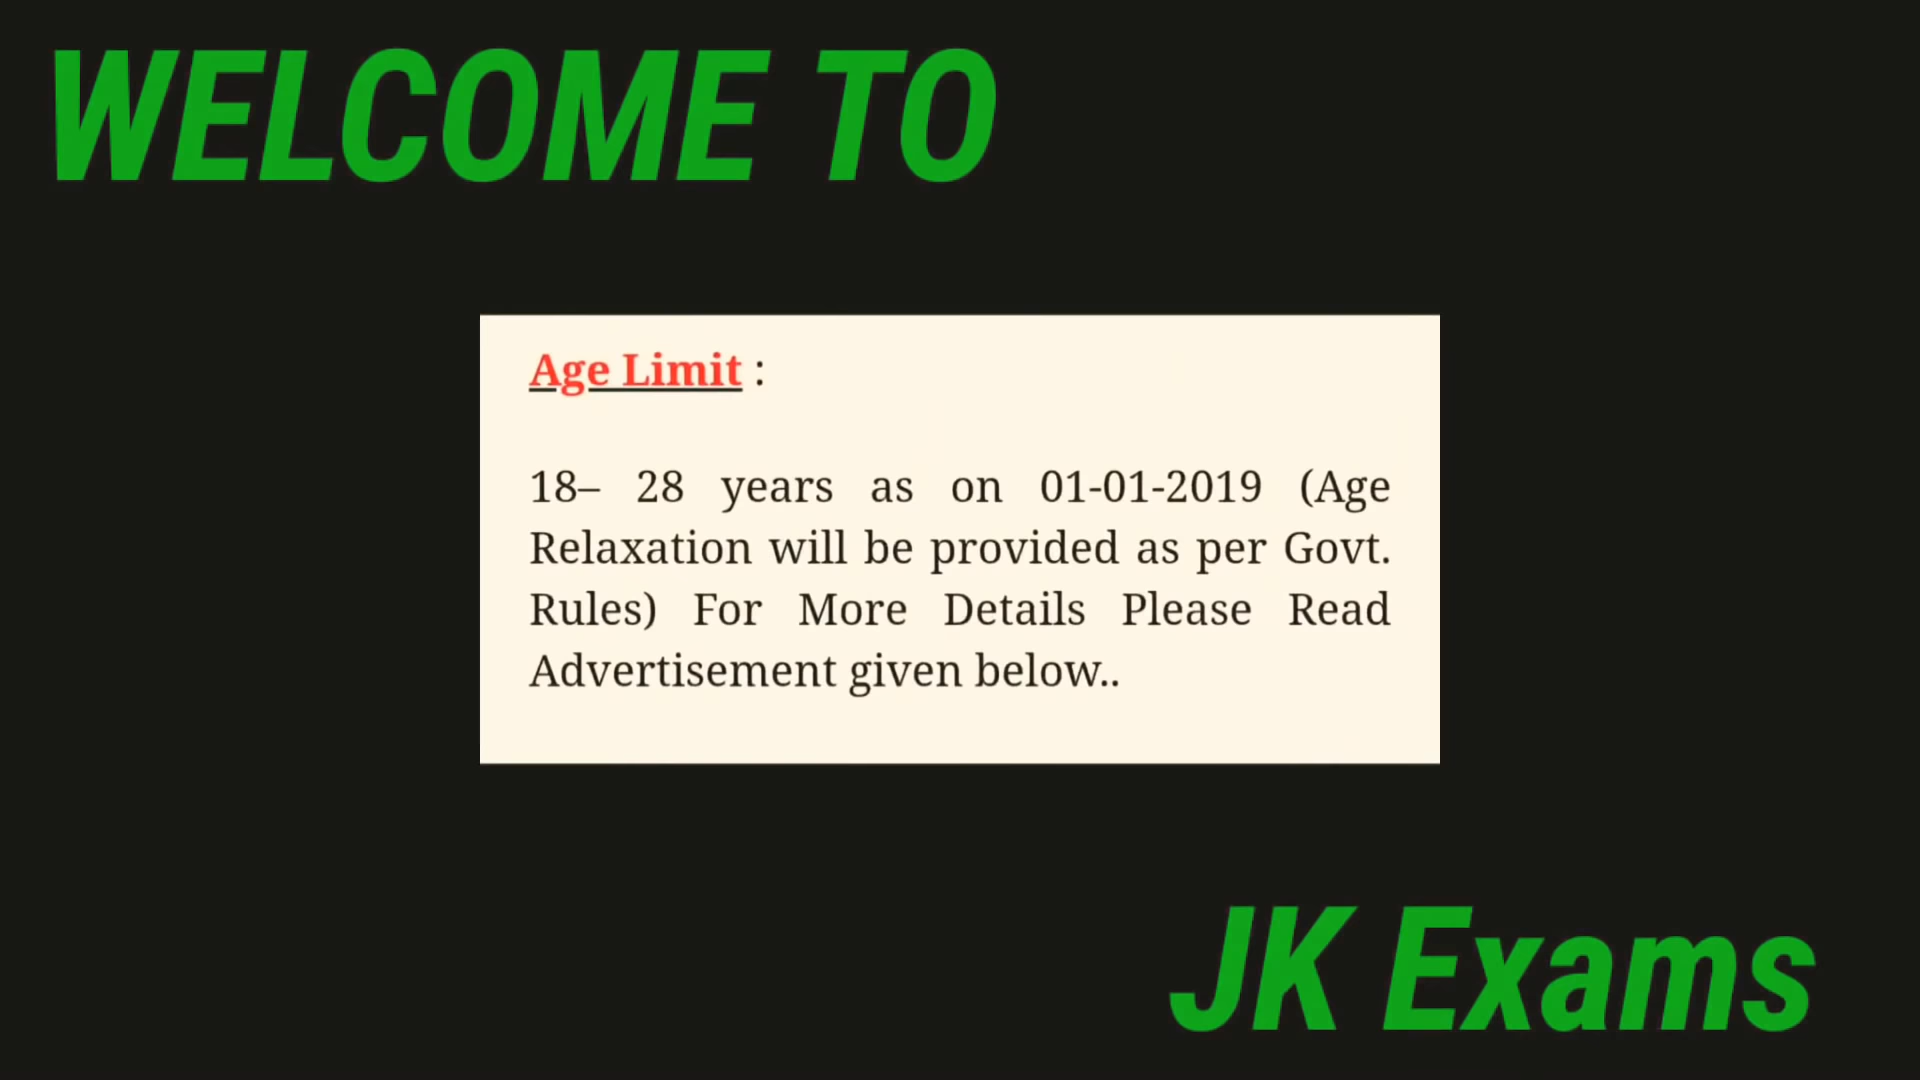 WELCOME TO
Age Limit :
18– 28 years as on 01-01-2019 (Age
Relaxation will be provided as per Govt.
Rules) For More Details Please Read
Advertisement given below..
JK Exams